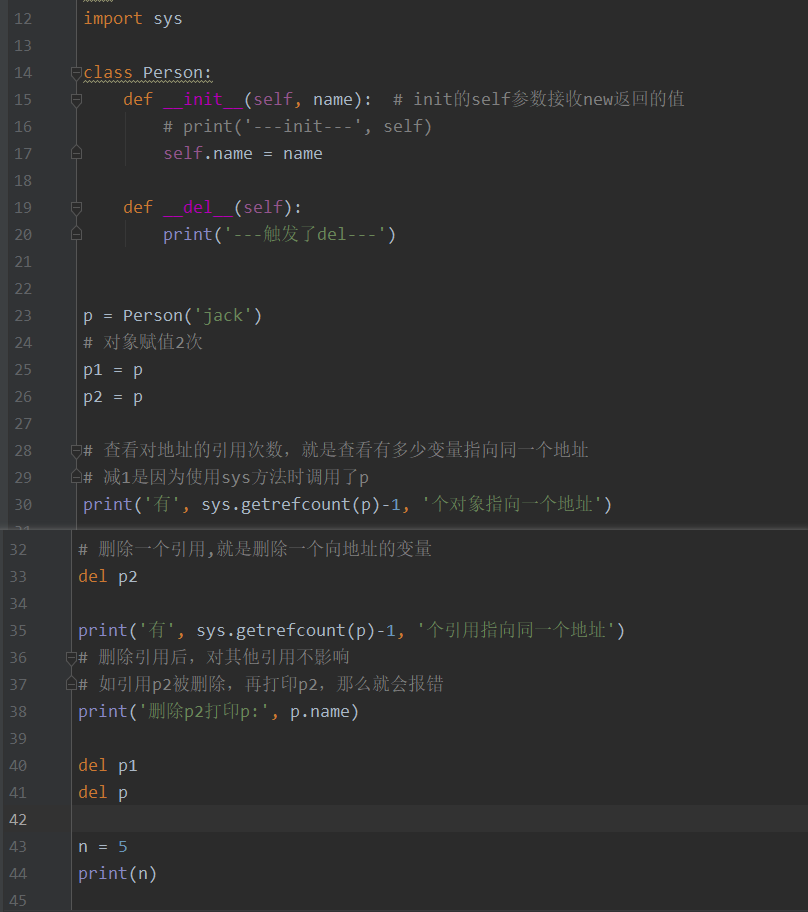 12 import sys
13
14 class Person:
15     def __init__(self, name):  # init的self参数接收new返回的值
16         # print('---init---', self)
17         self.name = name
18
19     def __del__(self):
20         print('---触发了del---')
21
22
23 p = Person('jack')
24 # 对象赋值2次
25 p1 = p
26 p2 = p
27
28 # 查看对地址的引用次数，就是查看有多少变量指向同一个地址
29 # 减1是因为使用sys方法时调用了p
30 print('有', sys.getrefcount(p)-1, '个对象指向一个地址')
32 # 删除一个引用,就是删除一个向地址的变量
33 del p2
34
35 print('有', sys.getrefcount(p)-1, '个引用指向同一个地址')
36 # 删除引用后，对其他引用不影响
37 # 如引用p2被删除，再打印p2，那么就会报错
38 print('删除p2打印p:', p.name)
39
40 del p1
41 del p
42
43 n = 5
44 print(n)
45